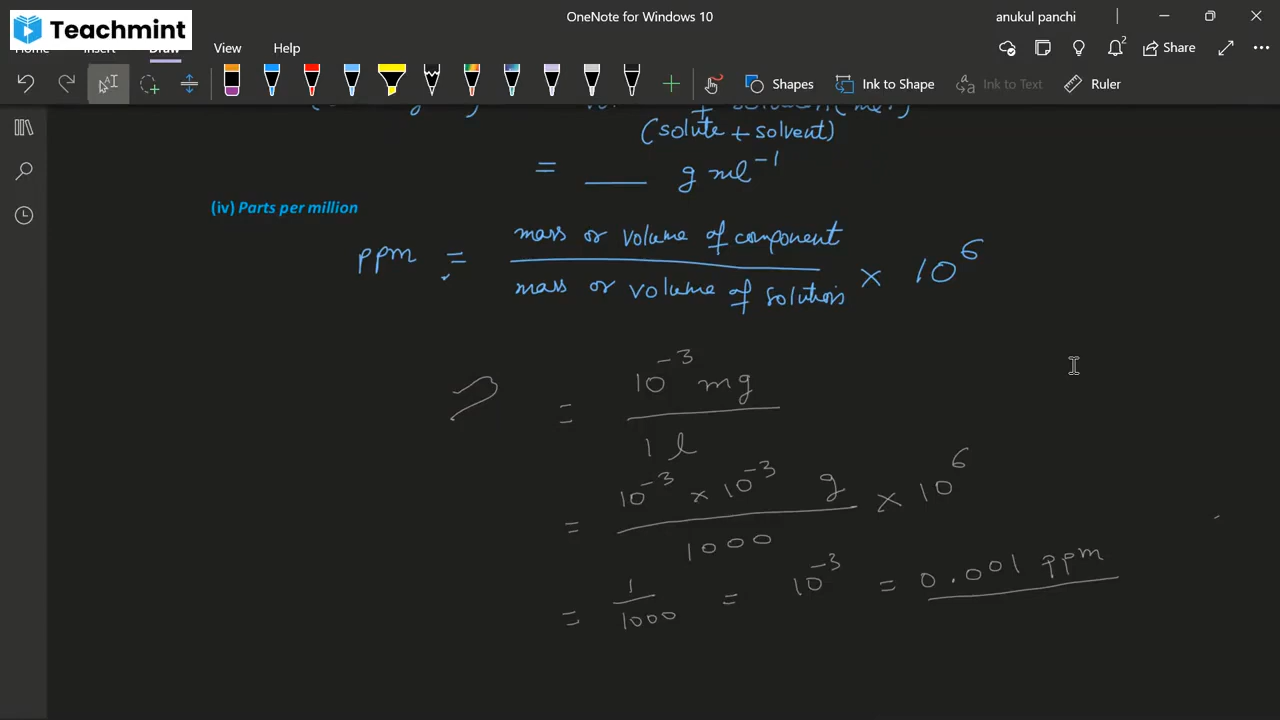 Teachmint
OneNote for Windows 10
anukul panchi
Home Insert Draw View Help
2
Share
Shapes
Ink to Shape
Ink to Text
Ruler
(solute + solvent)
= ___ g ml⁻¹
(iv) Parts per million
ppm = mass or volume of component / mass or volume of solution × 10⁶
= 10⁻³ mg / 1 l
= 10⁻³ × 10⁻³ g / 1000 × 10⁶
= 1/1000 = 10⁻³ = 0.001 ppm